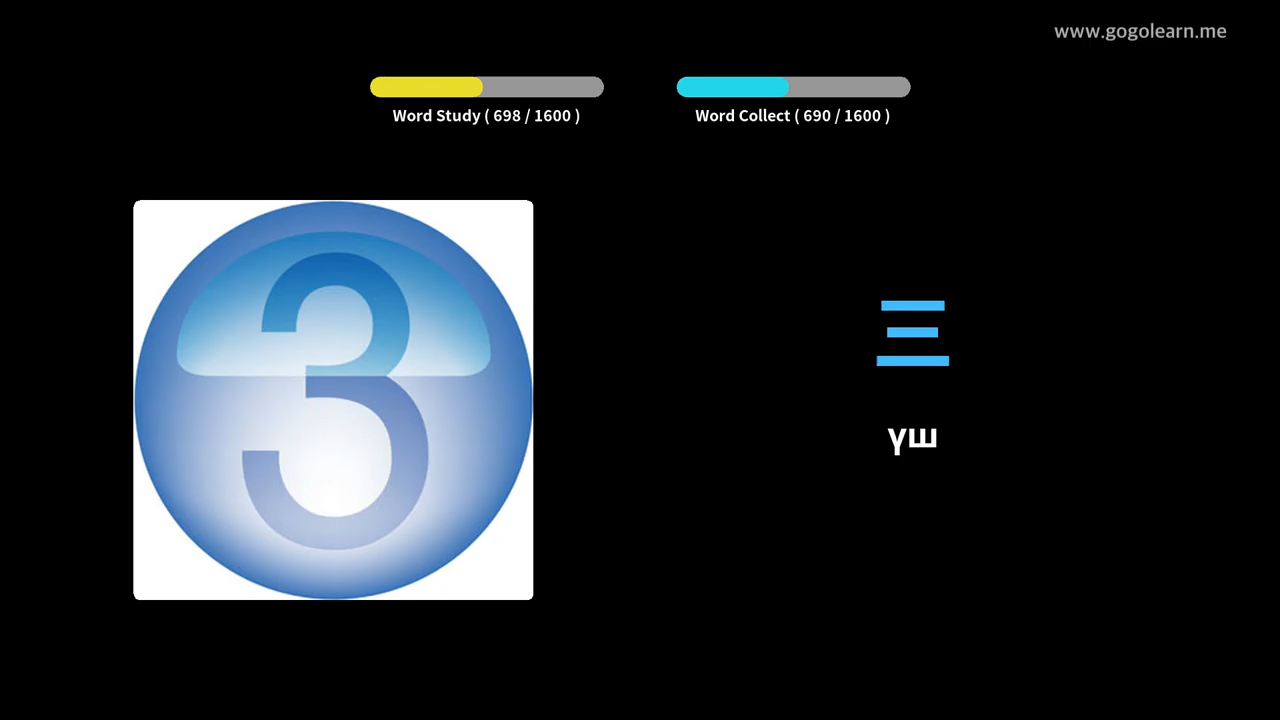 www.gogolearn.me
Word Study ( 698 / 1600 )
Word Collect ( 690 / 1600 )
3
三
үш